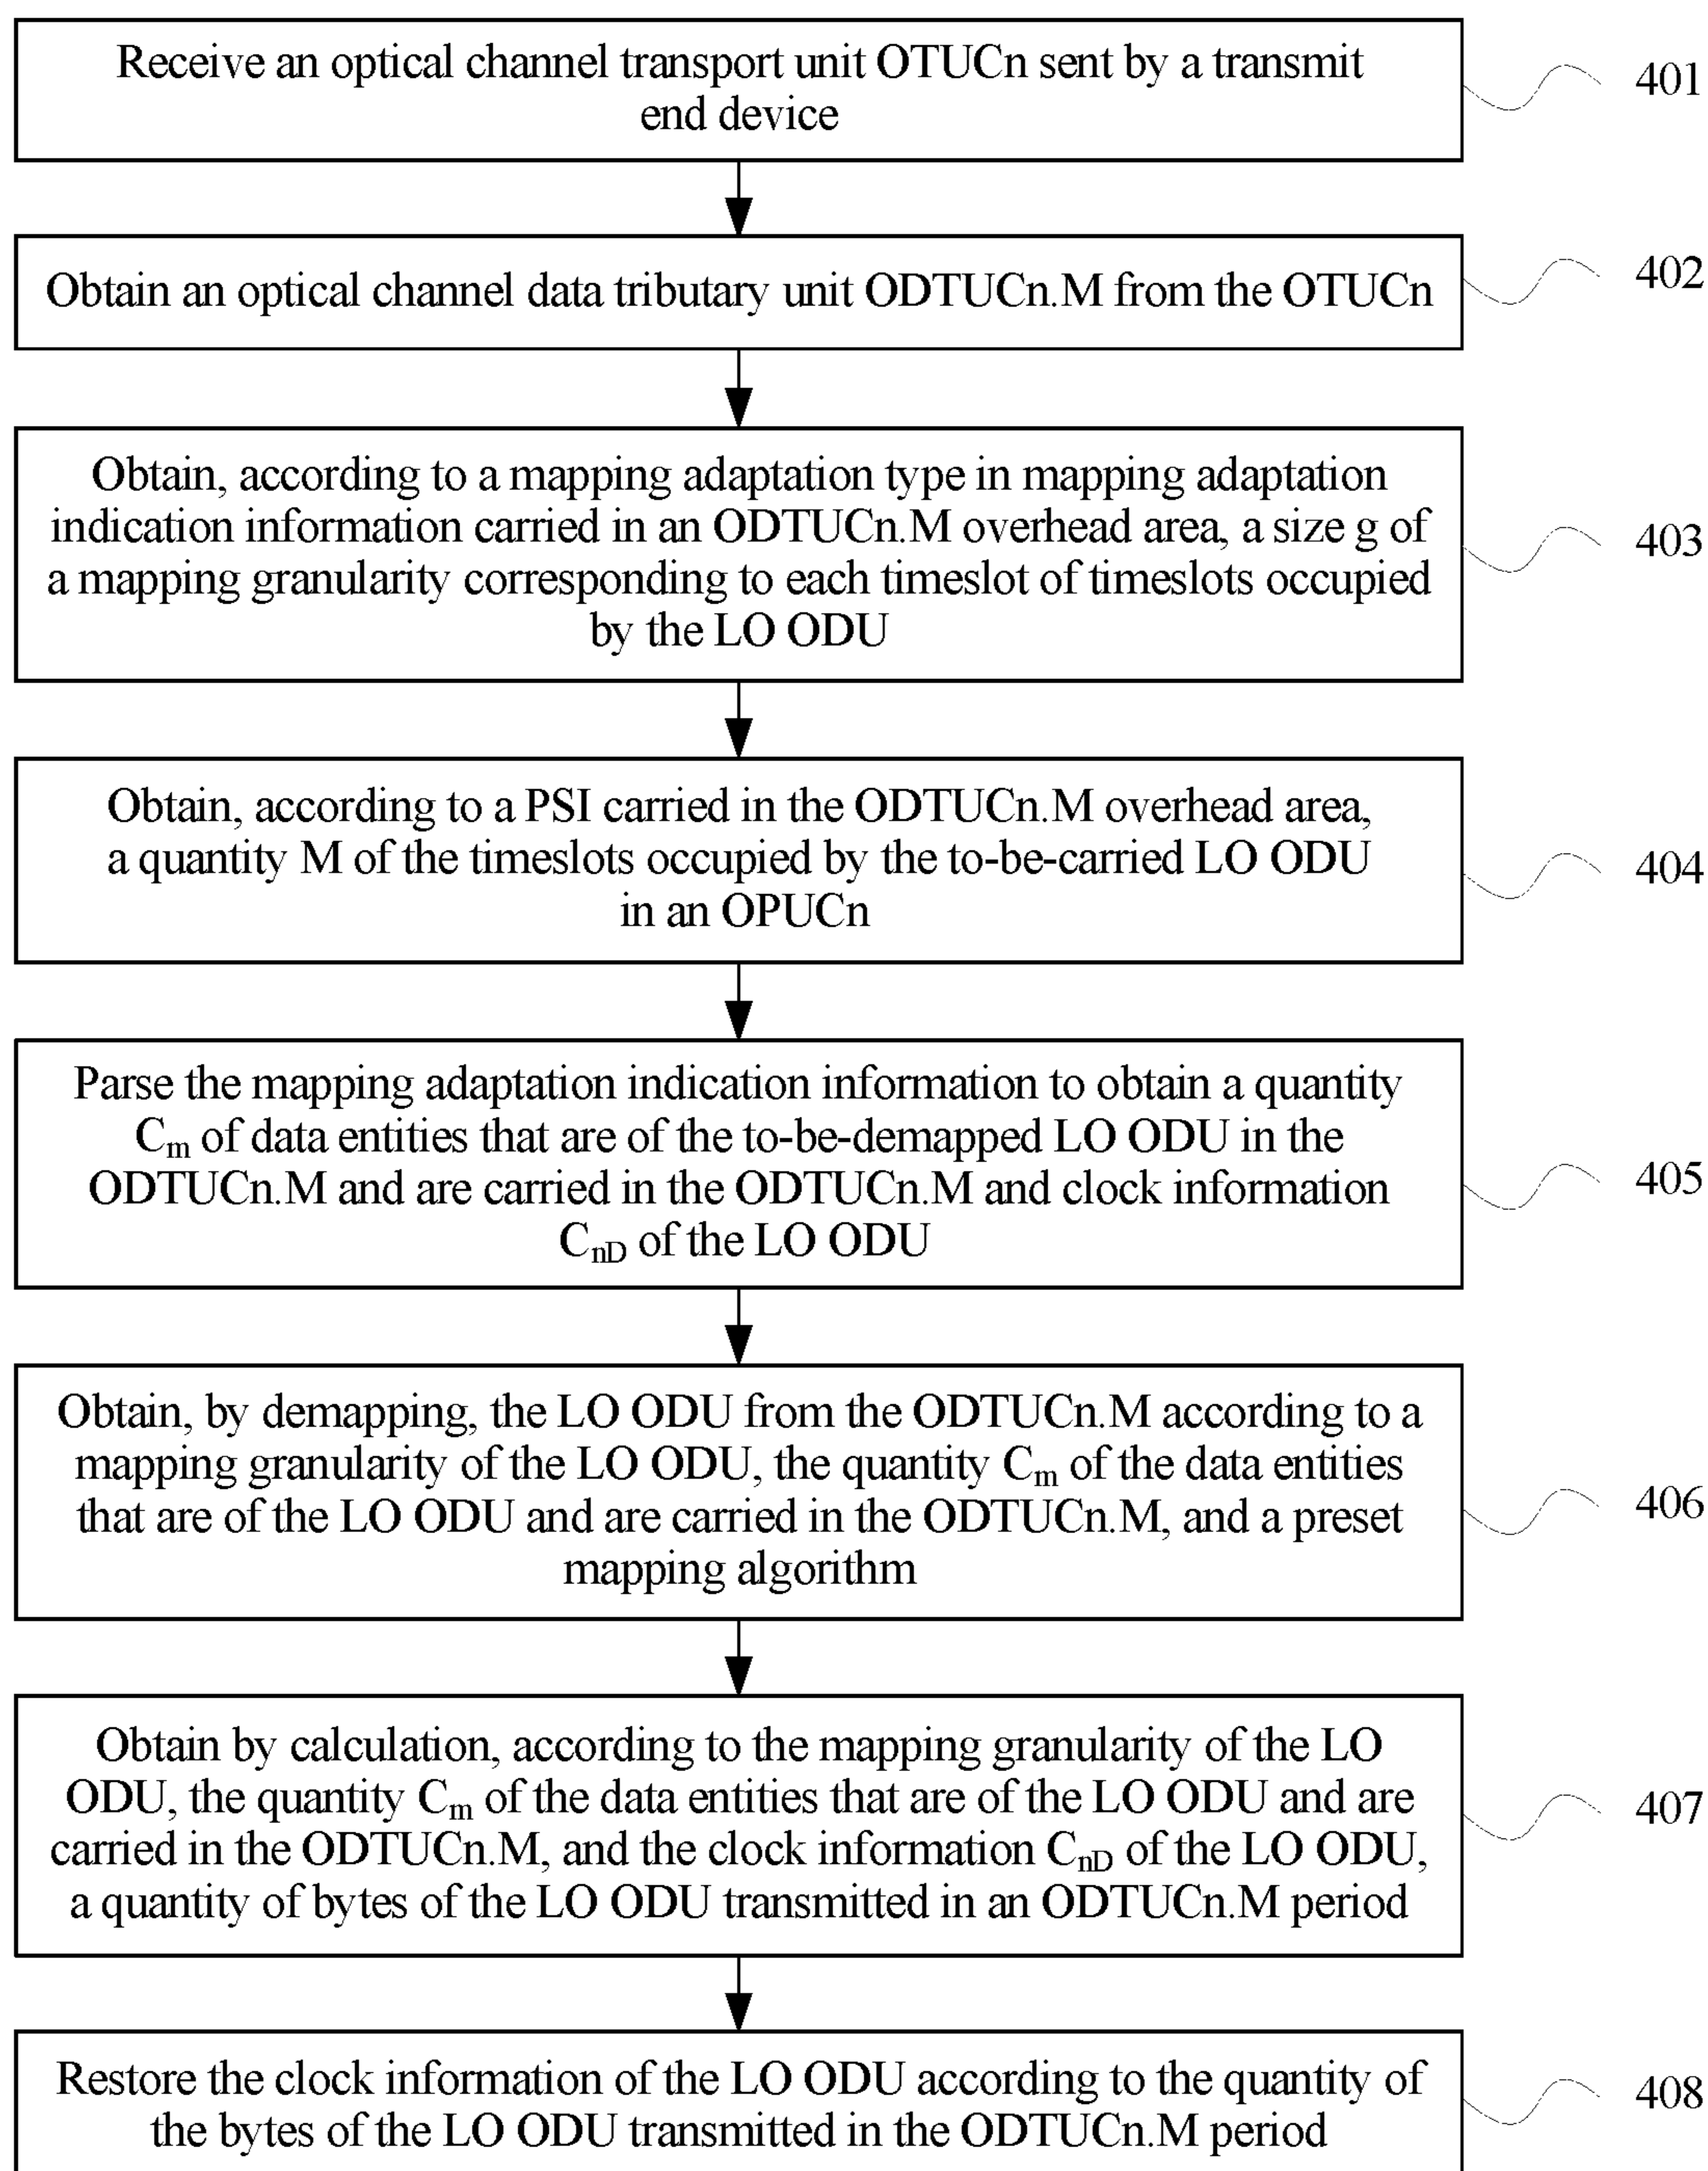 Receive an optical channel transport unit OTUCn sent by a transmit
end device
401
Obtain an optical channel data tributary unit ODTUCn.M from the OTUCn
402
Obtain, according to a mapping adaptation type in mapping adaptation
indication information carried in an ODTUCn.M overhead area, a size g of
a mapping granularity corresponding to each timeslot of timeslots occupied
by the LO ODU
403
Obtain, according to a PSI carried in the ODTUCn.M overhead area,
a quantity M of the timeslots occupied by the to-be-carried LO ODU
in an OPUCn
404
Parse the mapping adaptation indication information to obtain a quantity
Cm of data entities that are of the to-be-demapped LO ODU in the
ODTUCn.M and are carried in the ODTUCn.M and clock information
CnD of the LO ODU
405
Obtain, by demapping, the LO ODU from the ODTUCn.M according to a
mapping granularity of the LO ODU, the quantity Cm of the data entities
that are of the LO ODU and are carried in the ODTUCn.M, and a preset
mapping algorithm
406
Obtain by calculation, according to the mapping granularity of the LO
ODU, the quantity Cm of the data entities that are of the LO ODU and are
carried in the ODTUCn.M, and the clock information CnD of the LO ODU,
a quantity of bytes of the LO ODU transmitted in an ODTUCn.M period
407
Restore the clock information of the LO ODU according to the quantity of
the bytes of the LO ODU transmitted in the ODTUCn.M period
408